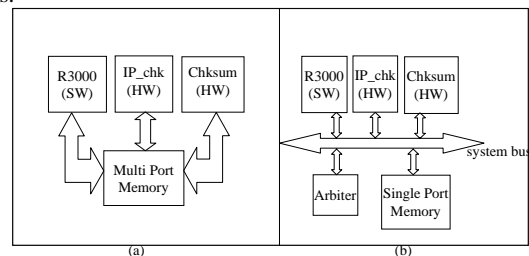 R3000
(SW)
IP_chk
(HW)
Chksum
(HW)
Multi Port
Memory
(a)
R3000
(SW)
IP_chk
(HW)
Chksum
(HW)
system bus
Arbiter
Single Port
Memory
(b)